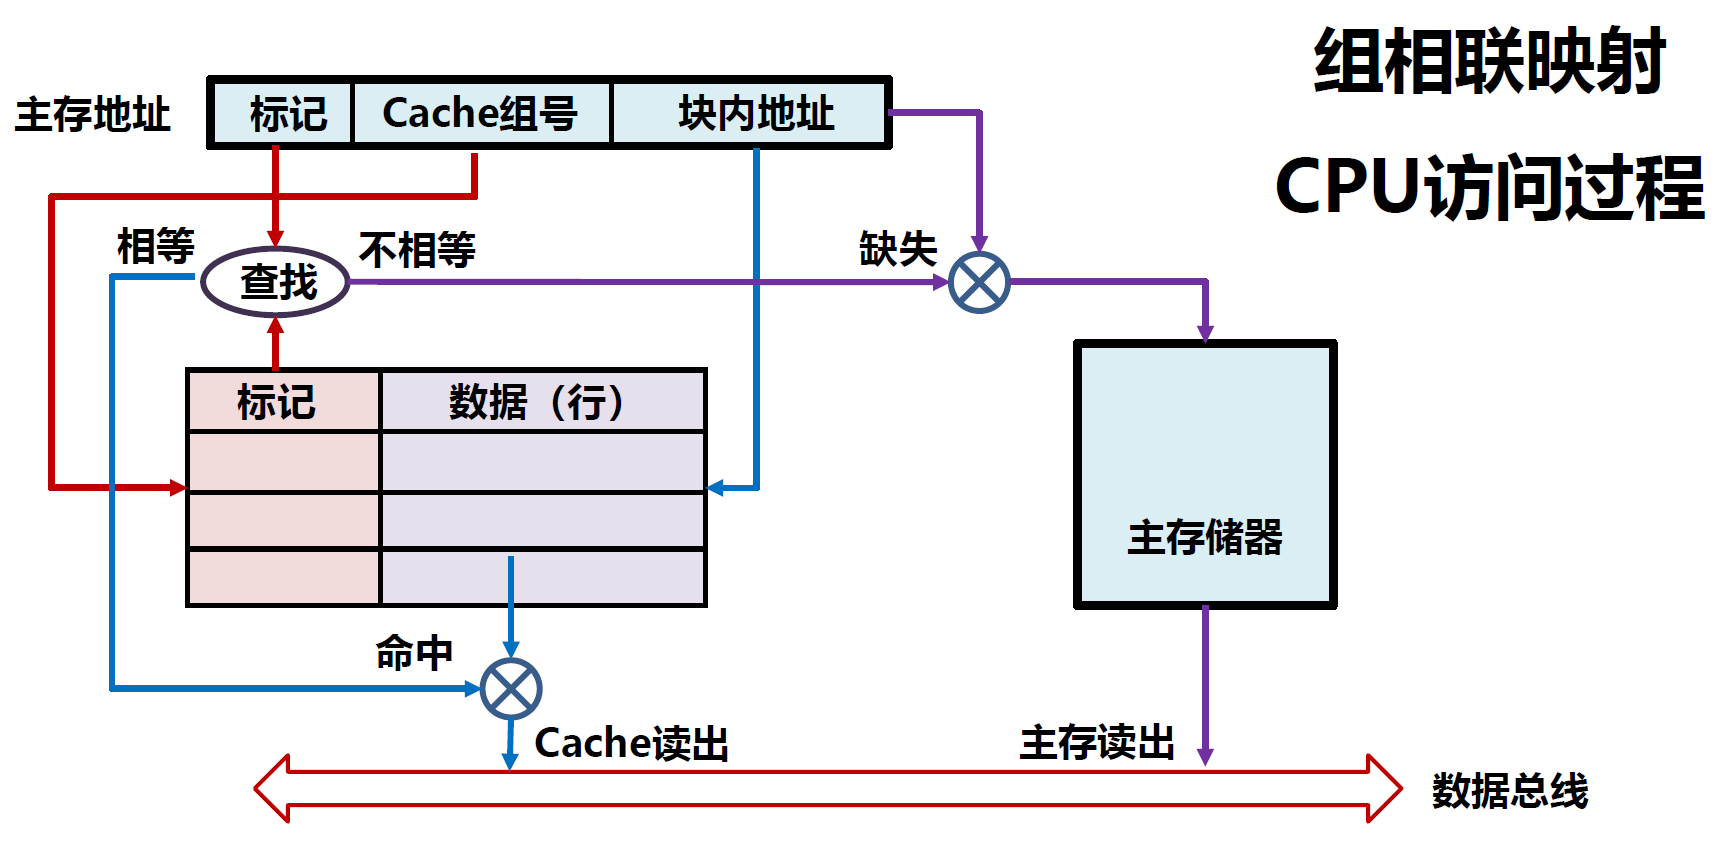 组相联映射
CPU访问过程
主存地址
标记
Cache组号
块内地址
相等
查找
不相等
缺失
标记
数据（行）
主存储器
命中
Cache读出
主存读出
数据总线